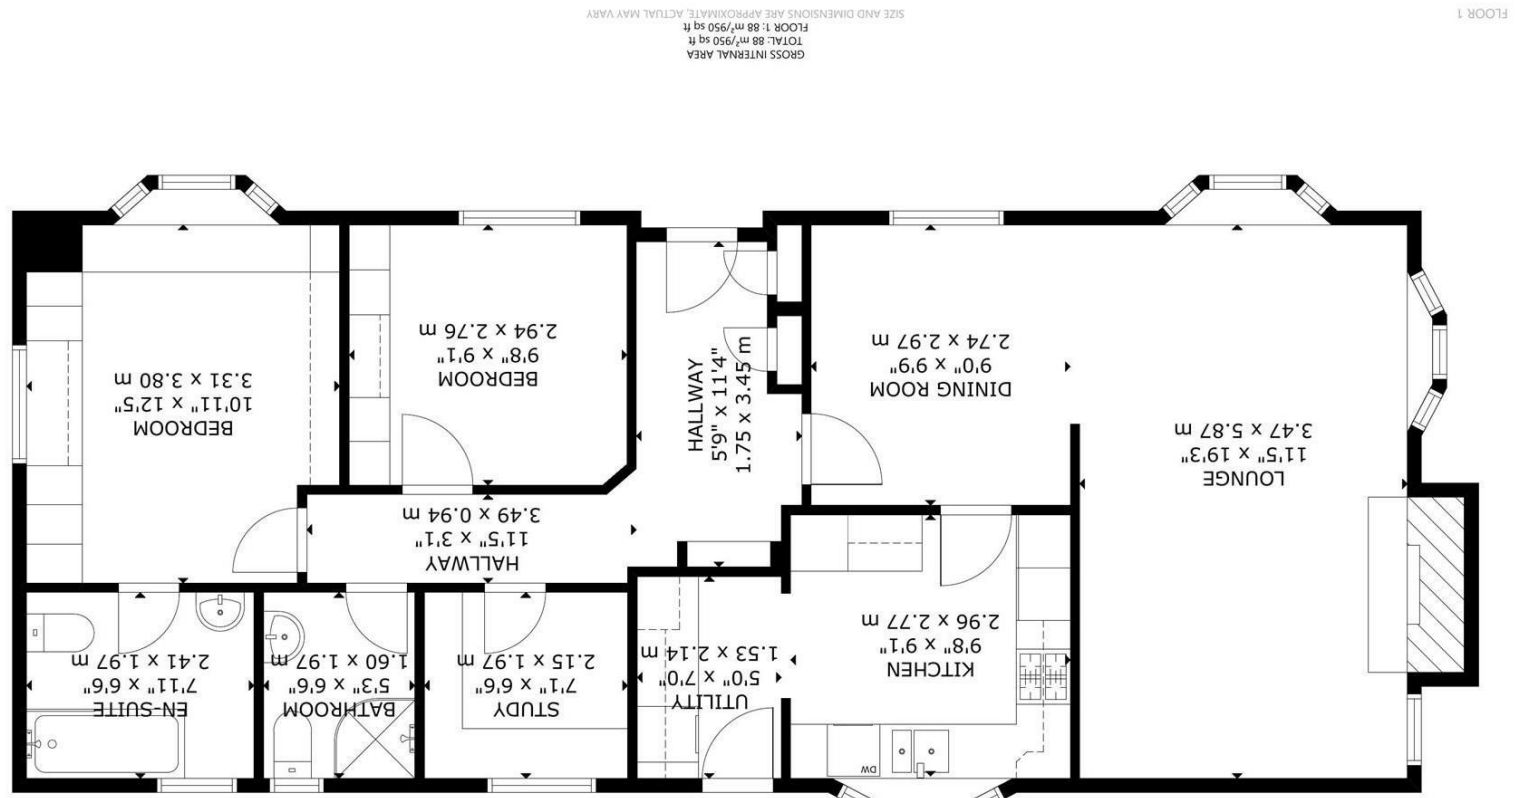 FLOOR 1
SIZE AND DIMENSIONS ARE APPROXIMATE, ACTUAL MAY VARY
GROSS INTERNAL AREA
TOTAL: 88 m²/950 sq ft
FLOOR 1: 88 m²/950 sq ft
LOUNGE
11'5" x 19'3"
3.47 x 5.87 m
DINING ROOM
9'0" x 9'9"
2.74 x 2.97 m
KITCHEN
9'8" x 9'1"
2.96 x 2.77 m
DW
UTILITY
5'0" x 7'0"
1.53 x 2.14 m
HALLWAY
5'9" x 11'4"
1.75 x 3.45 m
HALLWAY
11'5" x 3'1"
3.49 x 0.94 m
STUDY
7'1" x 6'6"
2.15 x 1.97 m
BATHROOM
5'3" x 6'6"
1.60 x 1.97 m
EN-SUITE
7'11" x 6'6"
2.41 x 1.97 m
BEDROOM
9'8" x 9'1"
2.94 x 2.76 m
BEDROOM
10'11" x 12'5"
3.31 x 3.80 m